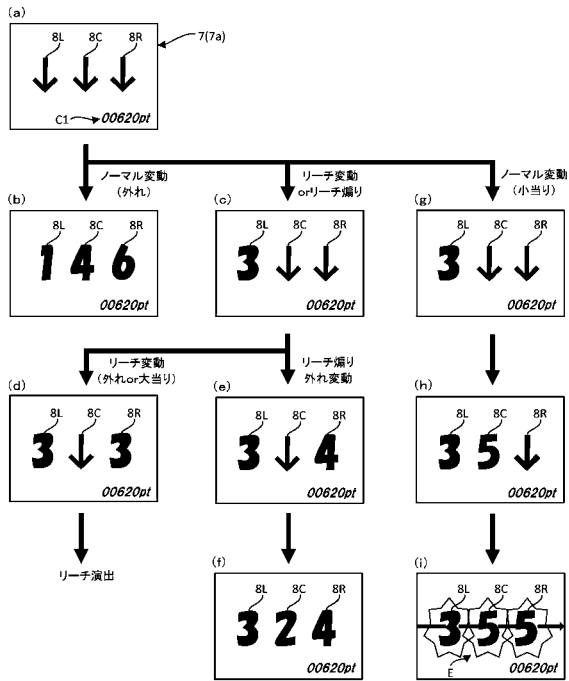 (a)
8L 8C 8R
7(7a)
C1 00620pt
ノーマル変動
(外れ)
リーチ変動
orリーチ煽り
ノーマル変動
(小当り)
(b)
8L 8C 8R
1 4 6
00620pt
(c)
8L 8C 8R
3
00620pt
(g)
8L 8C 8R
3
00620pt
リーチ変動
(外れor大当り)
リーチ煽り
外れ変動
(d)
8L 8C 8R
3 3
00620pt
(e)
8L 8C 8R
3 4
00620pt
(h)
8L 8C 8R
3 5
00620pt
リーチ演出
(f)
8L 8C 8R
3 2 4
00620pt
(i)
8L 8C 8R
3 5 5
E 00620pt